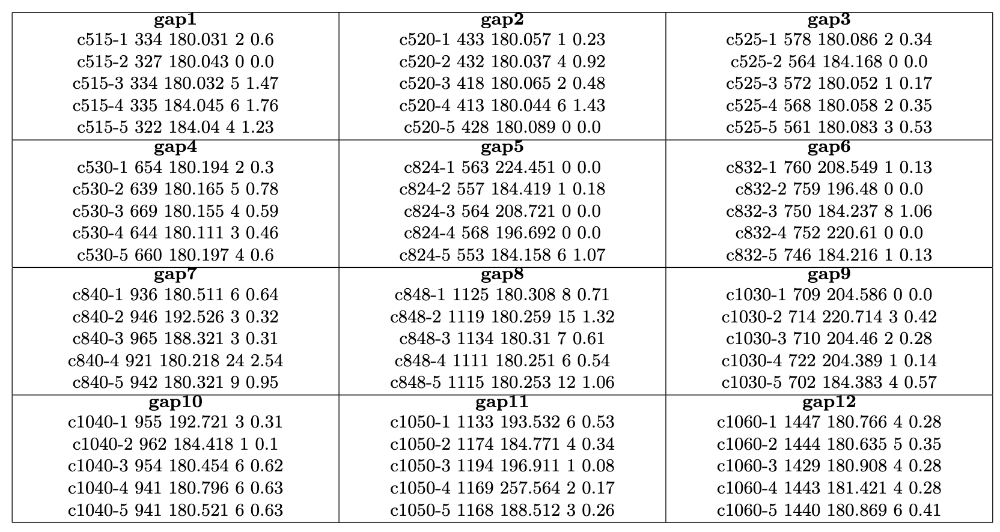 gap1
c515-1 334 180.031 2 0.6
c515-2 327 180.043 0 0.0
c515-3 334 180.032 5 1.47
c515-4 335 184.045 6 1.76
c515-5 322 184.04 4 1.23
gap2
c520-1 433 180.057 1 0.23
c520-2 432 180.037 4 0.92
c520-3 418 180.065 2 0.48
c520-4 413 180.044 6 1.43
c520-5 428 180.089 0 0.0
gap3
c525-1 578 180.086 2 0.34
c525-2 564 184.168 0 0.0
c525-3 572 180.052 1 0.17
c525-4 568 180.058 2 0.35
c525-5 561 180.083 3 0.53
gap4
c530-1 654 180.194 2 0.3
c530-2 639 180.165 5 0.78
c530-3 669 180.155 4 0.59
c530-4 644 180.111 3 0.46
c530-5 660 180.197 4 0.6
gap5
c824-1 563 224.451 0 0.0
c824-2 557 184.419 1 0.18
c824-3 564 208.721 0 0.0
c824-4 568 196.692 0 0.0
c824-5 553 184.158 6 1.07
gap6
c832-1 760 208.549 1 0.13
c832-2 759 196.48 0 0.0
c832-3 750 184.237 8 1.06
c832-4 752 220.61 0 0.0
c832-5 746 184.216 1 0.13
gap7
c840-1 936 180.511 6 0.64
c840-2 946 192.526 3 0.32
c840-3 965 188.321 3 0.31
c840-4 921 180.218 24 2.54
c840-5 942 180.321 9 0.95
gap8
c848-1 1125 180.308 8 0.71
c848-2 1119 180.259 15 1.32
c848-3 1134 180.31 7 0.61
c848-4 1111 180.251 6 0.54
c848-5 1115 180.253 12 1.06
gap9
c1030-1 709 204.586 0 0.0
c1030-2 714 220.714 3 0.42
c1030-3 710 204.46 2 0.28
c1030-4 722 204.389 1 0.14
c1030-5 702 184.383 4 0.57
gap10
c1040-1 955 192.721 3 0.31
c1040-2 962 184.418 1 0.1
c1040-3 954 180.454 6 0.62
c1040-4 941 180.796 6 0.63
c1040-5 941 180.521 6 0.63
gap11
c1050-1 1133 193.532 6 0.53
c1050-2 1174 184.771 4 0.34
c1050-3 1194 196.911 1 0.08
c1050-4 1169 257.564 2 0.17
c1050-5 1168 188.512 3 0.26
gap12
c1060-1 1447 180.766 4 0.28
c1060-2 1444 180.635 5 0.35
c1060-3 1429 180.908 4 0.28
c1060-4 1443 181.421 4 0.28
c1060-5 1440 180.869 6 0.41